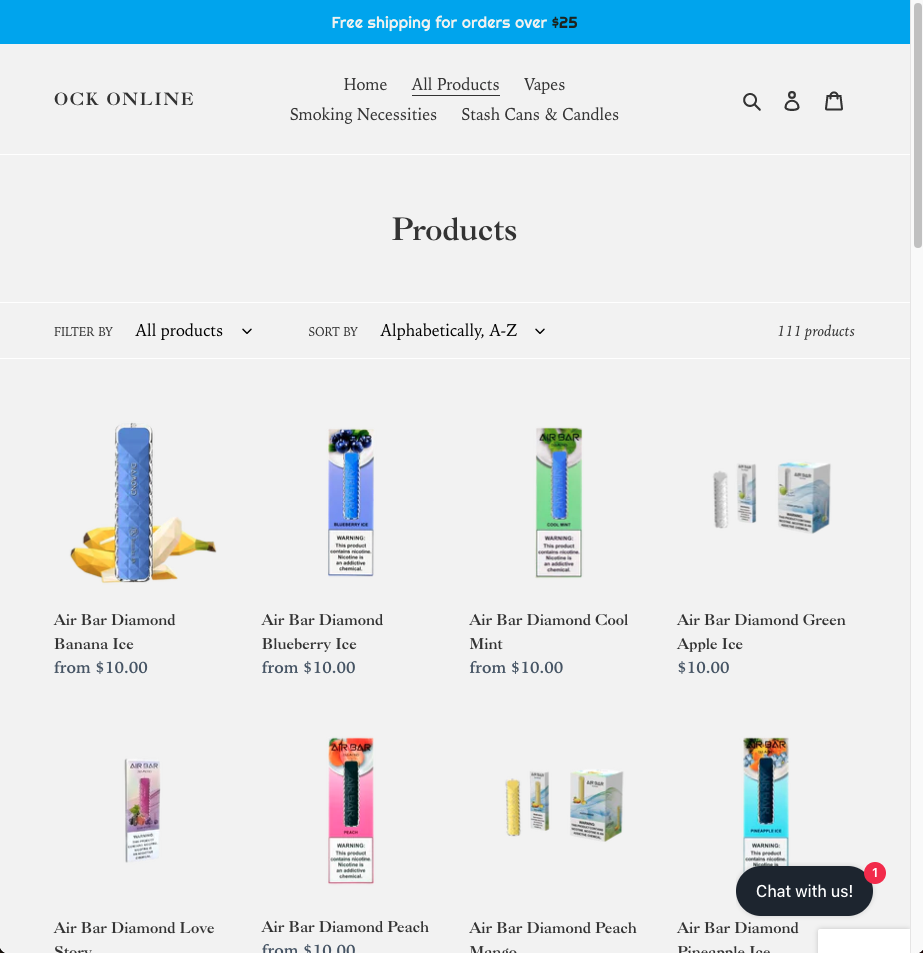 Free shipping for orders over $25
OCK ONLINE
Home All Products Vapes
Smoking Necessities Stash Cans & Candles
Products
FILTER BY All products SORT BY Alphabetically, A-Z 111 products
AIR BAR
BLUEBERRY ICE
WARNING:
This product
contains nicotine.
Nicotine is
an addictive
chemical.
AIR BAR
COOL MINT
WARNING:
This product
contains nicotine.
Nicotine is
an addictive
chemical.
Air Bar Diamond
Banana Ice
from $10.00
Air Bar Diamond
Blueberry Ice
from $10.00
Air Bar Diamond Cool
Mint
from $10.00
Air Bar Diamond Green
Apple Ice
$10.00
AIR BAR
AIR BAR
PEACH
WARNING:
This product
contains nicotine.
Nicotine is
an addictive
chemical.
AIR BAR
PINEAPPLE ICE
WARNING:
This product
contains nicotine.
Air Bar Diamond Love
Story
Air Bar Diamond Peach
from $10.00
Air Bar Diamond Peach
Mango
Air Bar Diamond
Pineapple Ice
Chat with us!
1